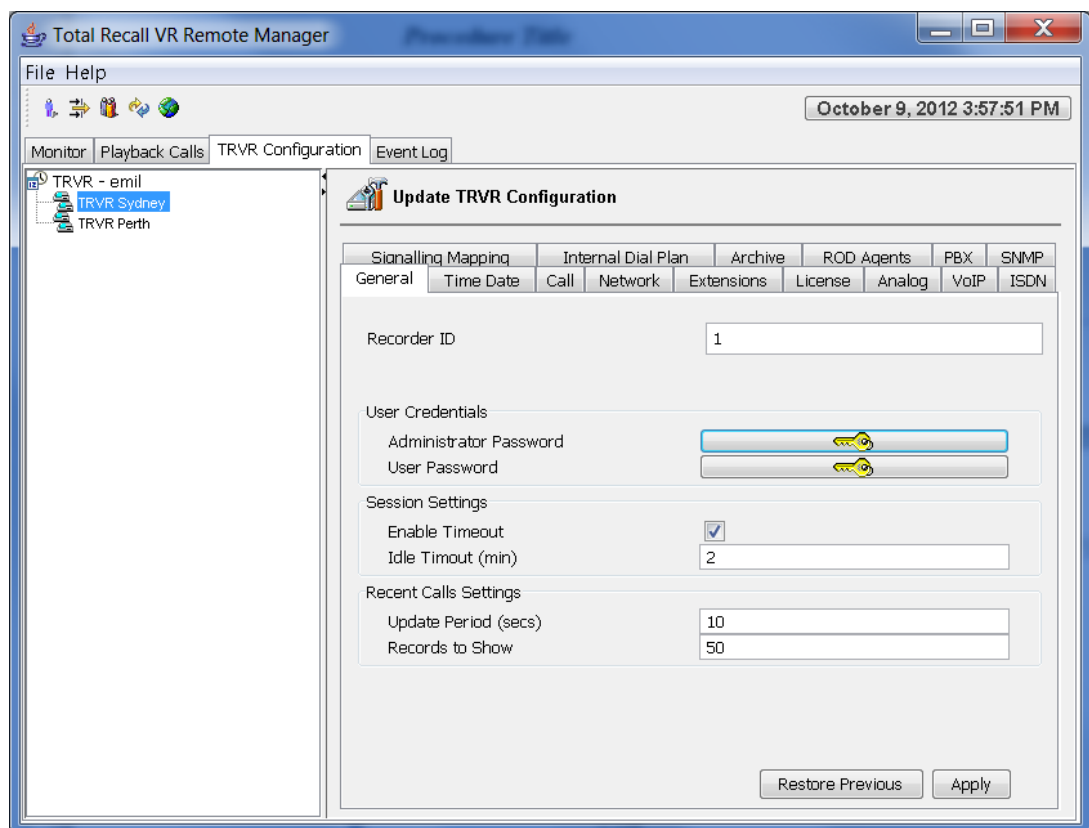 Total Recall VR Remote Manager
Procedure Title
File Help
October 9, 2012 3:57:51 PM
Monitor Playback Calls TRVR Configuration Event Log
TRVR - emil
TRVR Sydney
TRVR Perth
Update TRVR Configuration
Signalling Mapping Internal Dial Plan Archive ROD Agents PBX SNMP
General Time Date Call Network Extensions License Analog VoIP ISDN
Recorder ID 1
User Credentials
Administrator Password
User Password
Session Settings
Enable Timeout
Idle Timout (min) 2
Recent Calls Settings
Update Period (secs) 10
Records to Show 50
Restore Previous Apply